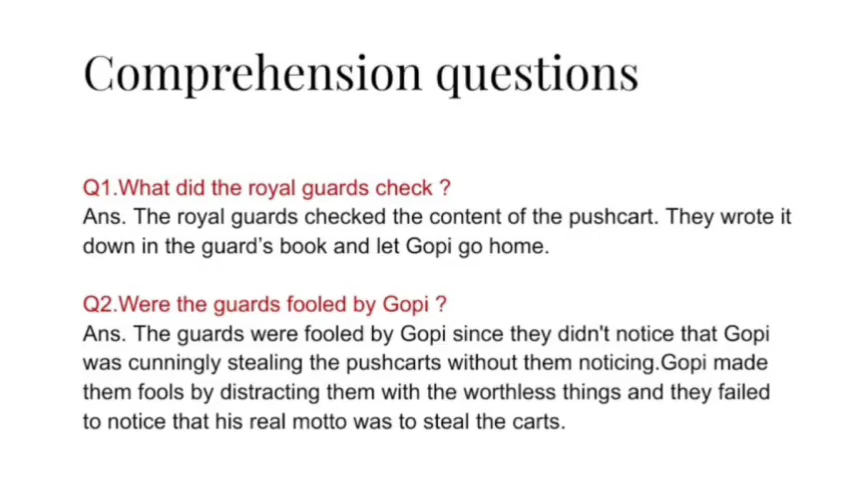 Comprehension questions
Q1.What did the royal guards check ?
Ans. The royal guards checked the content of the pushcart. They wrote it
down in the guard's book and let Gopi go home.
Q2.Were the guards fooled by Gopi ?
Ans. The guards were fooled by Gopi since they didn't notice that Gopi
was cunningly stealing the pushcarts without them noticing.Gopi made
them fools by distracting them with the worthless things and they failed
to notice that his real motto was to steal the carts.